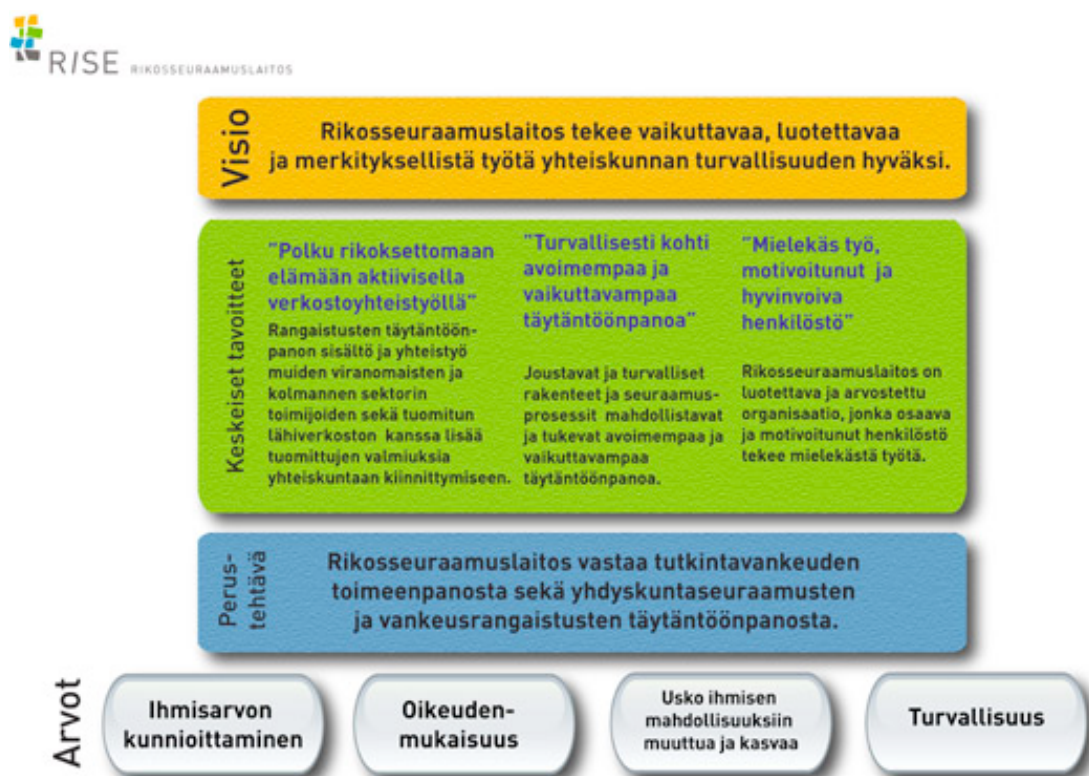 RISE RIKOSSEURAAMUSLAITOS
Visio
Rikosseuraamuslaitos tekee vaikuttavaa, luotettavaa
ja merkityksellistä työtä yhteiskunnan turvallisuuden hyväksi.
Keskeiset tavoitteet
"Polku rikoksettomaan
elämään aktiivisella
verkostoyhteistyöllä"
Rangaistusten täytäntöön-
panon sisältö ja yhteistyö
muiden viranomaisten ja
kolmannen sektorin
toimijoiden sekä tuomitun
lähiverkoston kanssa lisää
tuomittujen valmiuksia
yhteiskuntaan kiinnittymiseen.
"Turvallisesti kohti
avoimempaa ja
vaikuttavampaa
täytäntöönpanoa"
Joustavat ja turvalliset
rakenteet ja seuraamus-
prosessit mahdollistavat
ja tukevat avoimempaa ja
vaikuttavampaa
täytäntöönpanoa.
"Mielekäs työ,
motivoitunut ja
hyvinvoiva
henkilöstö"
Rikosseuraamuslaitos on
luotettava ja arvostettu
organisaatio, jonka osaava
ja motivoitunut henkilöstö
tekee mielekästä työtä.
Perus-
tehtävä
Rikosseuraamuslaitos vastaa tutkintavankeuden
toimeenpanosta sekä yhdyskuntaseuraamusten
ja vankeusrangaistusten täytäntöönpanosta.
Arvot
Ihmisarvon
kunnioittaminen
Oikeuden-
mukaisuus
Usko ihmisen
mahdollisuuksiin
muuttua ja kasvaa
Turvallisuus